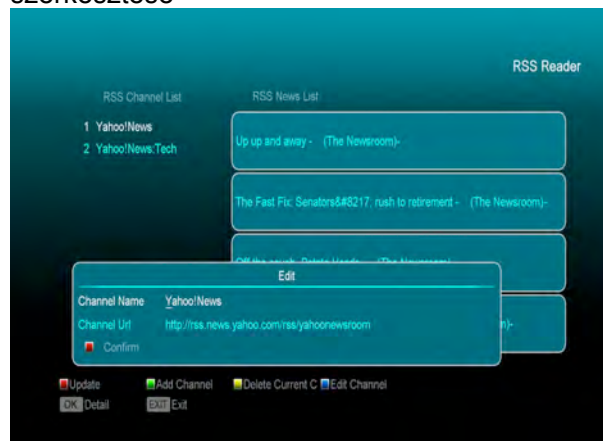 RSS Reader
RSS Channel List
RSS News List
1 Yahoo!News
2 Yahoo!News:Tech
Up up and away - (The Newsroom)-
The Fast Fix: Senators&#8217; rush to retirement - (The Newsroom)-
Edit
Channel Name Yahoo!News
Channel Url http://rss.news.yahoo.com/rss/yahoonewsroom
Confirm
n)-
Update Add Channel Delete Current C Edit Channel
OK Detail EXIT Exit